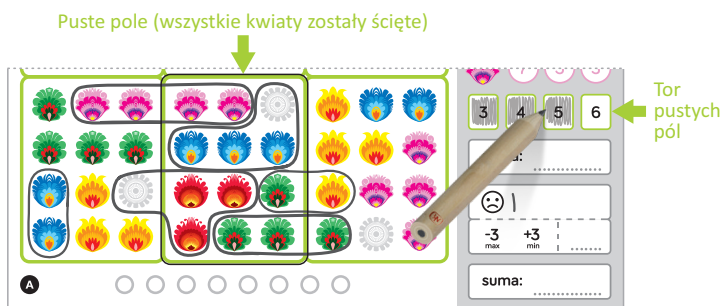 Puste pole (wszystkie kwiaty zostały ścięte)
3 4 5 6
Tor
pustych
pól
-3 +3
max min
A
suma: